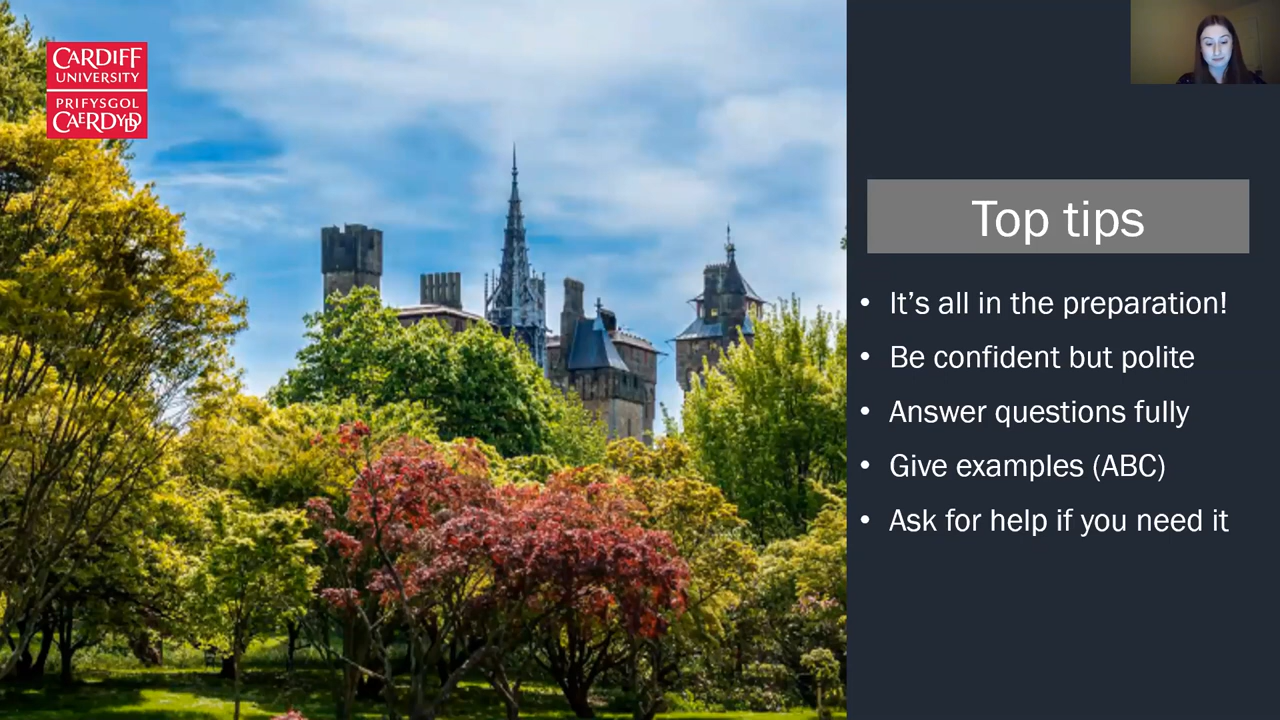 CARDIFF
UNIVERSITY
PRIFYSGOL
CAERDYDD
Top tips
• It’s all in the preparation!
• Be confident but polite
• Answer questions fully
• Give examples (ABC)
• Ask for help if you need it